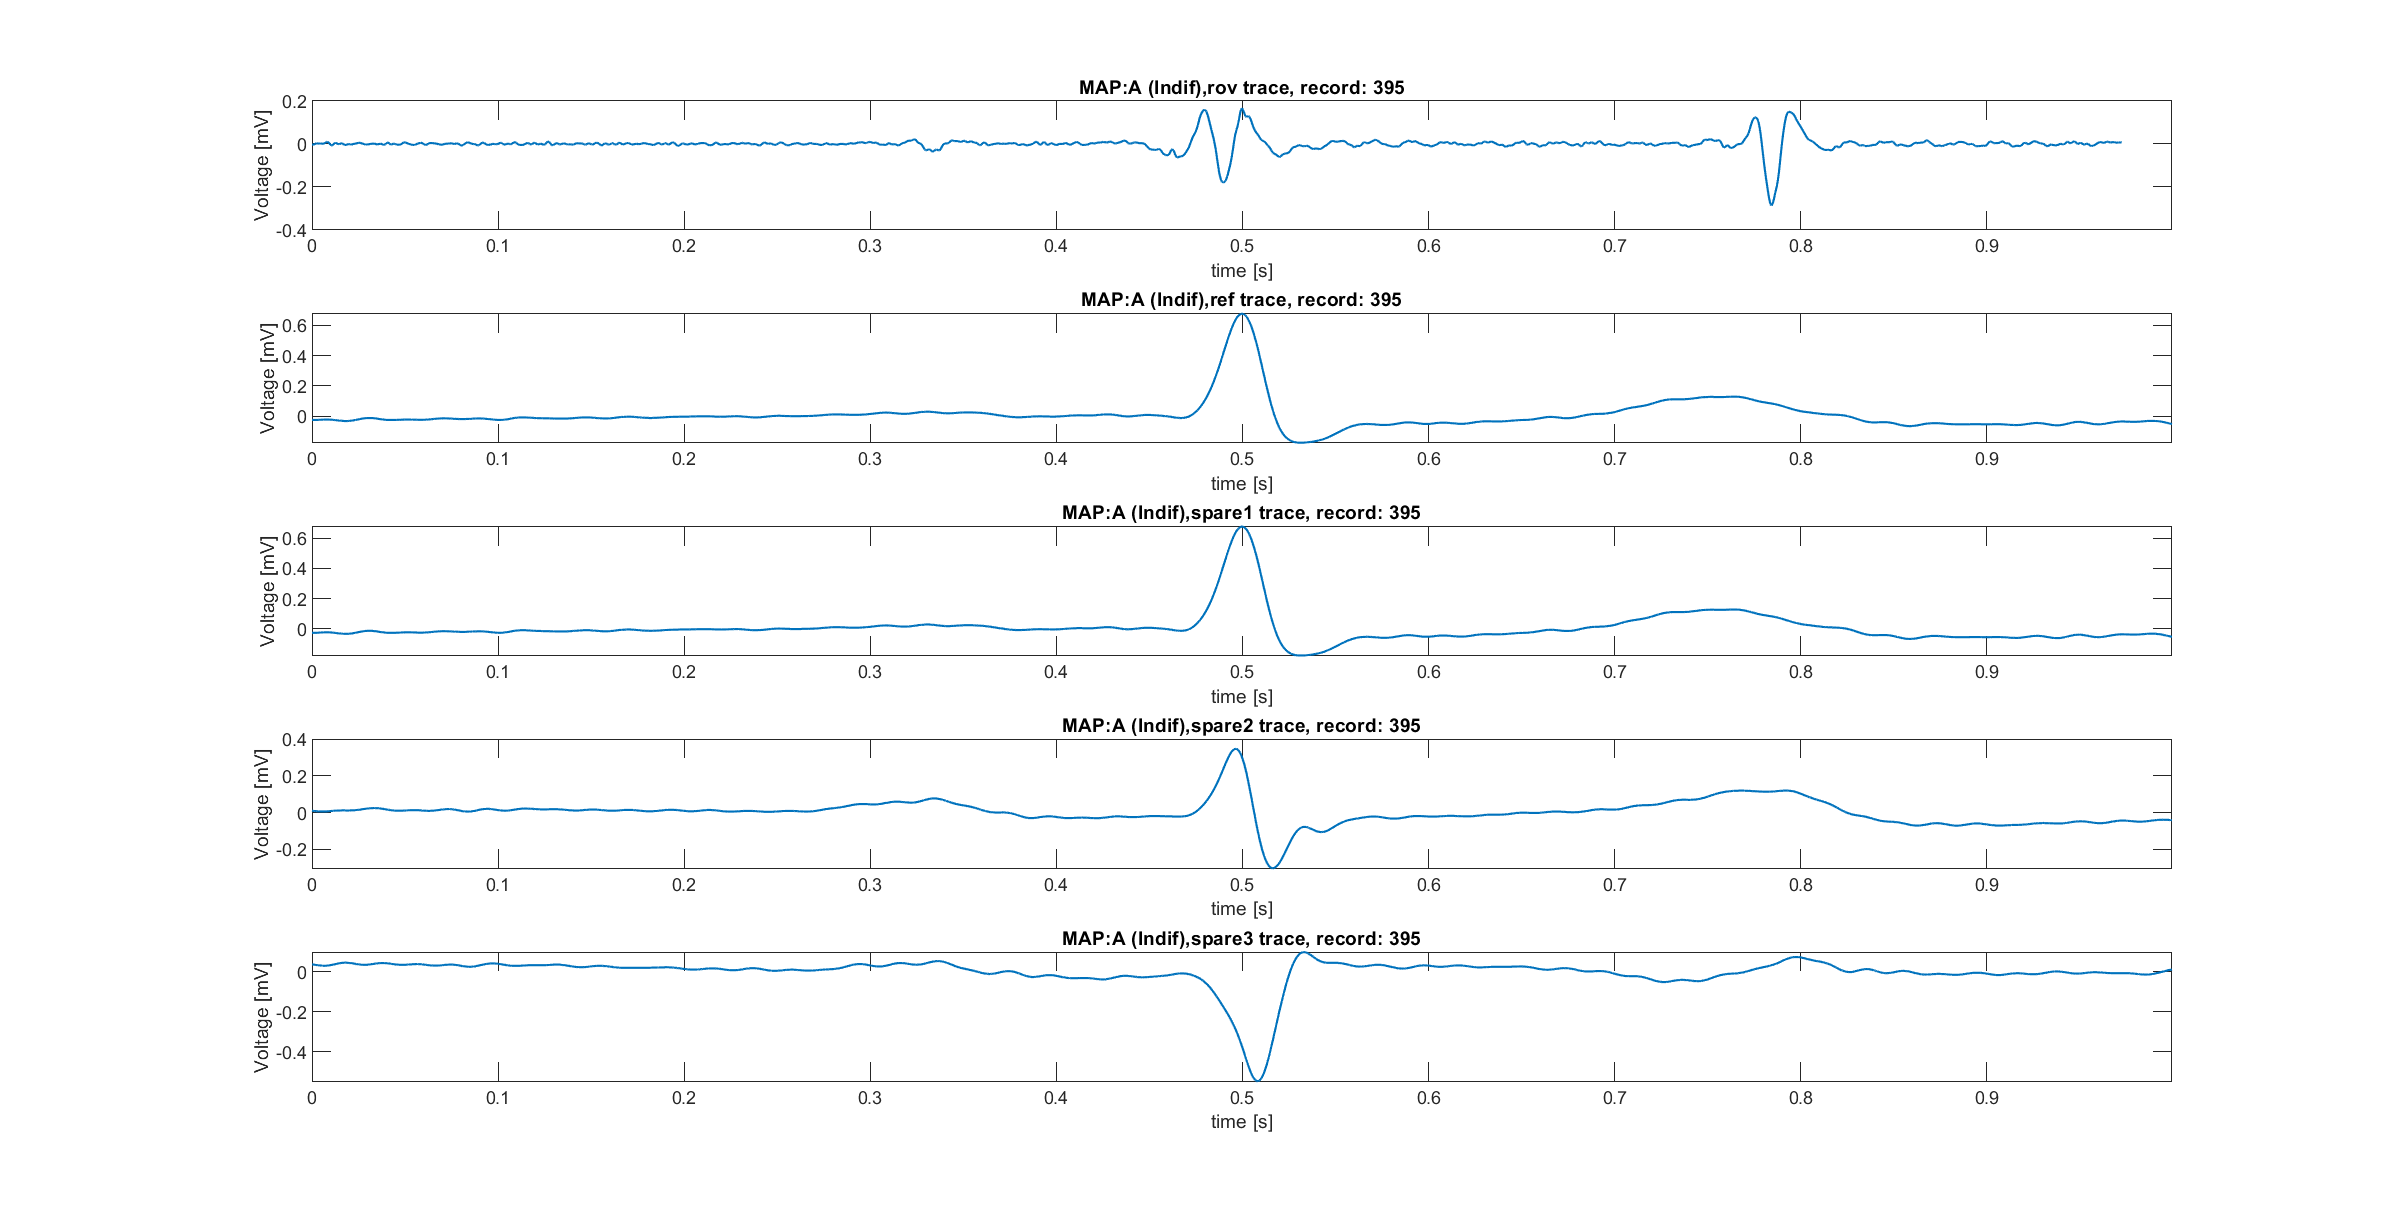 MAP:A (Indif),rov trace, record: 395
Voltage [mV]
0.2
0
-0.2
-0.4
0 0.1 0.2 0.3 0.4 0.5 0.6 0.7 0.8 0.9
time [s]
MAP:A (Indif),ref trace, record: 395
Voltage [mV]
0.6
0.4
0.2
0
0 0.1 0.2 0.3 0.4 0.5 0.6 0.7 0.8 0.9
time [s]
MAP:A (Indif),spare1 trace, record: 395
Voltage [mV]
0.6
0.4
0.2
0
0 0.1 0.2 0.3 0.4 0.5 0.6 0.7 0.8 0.9
time [s]
MAP:A (Indif),spare2 trace, record: 395
Voltage [mV]
0.4
0.2
0
-0.2
0 0.1 0.2 0.3 0.4 0.5 0.6 0.7 0.8 0.9
time [s]
MAP:A (Indif),spare3 trace, record: 395
Voltage [mV]
0
-0.2
-0.4
0 0.1 0.2 0.3 0.4 0.5 0.6 0.7 0.8 0.9
time [s]